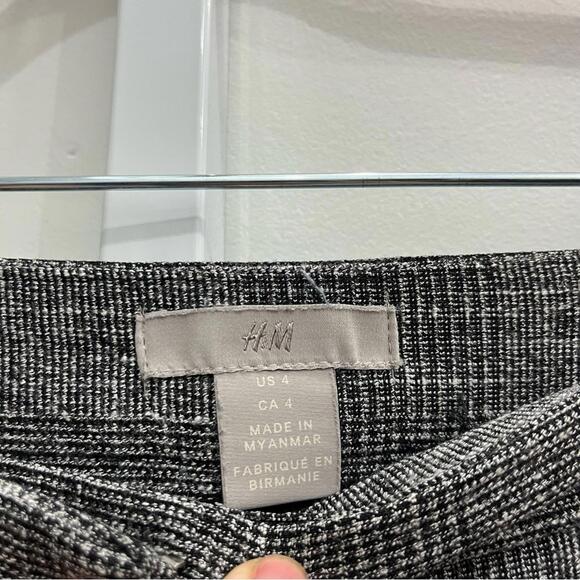 H&M
US 4
CA 4
MADE IN
MYANMAR
FABRIQUÉ EN
BIRMANIE